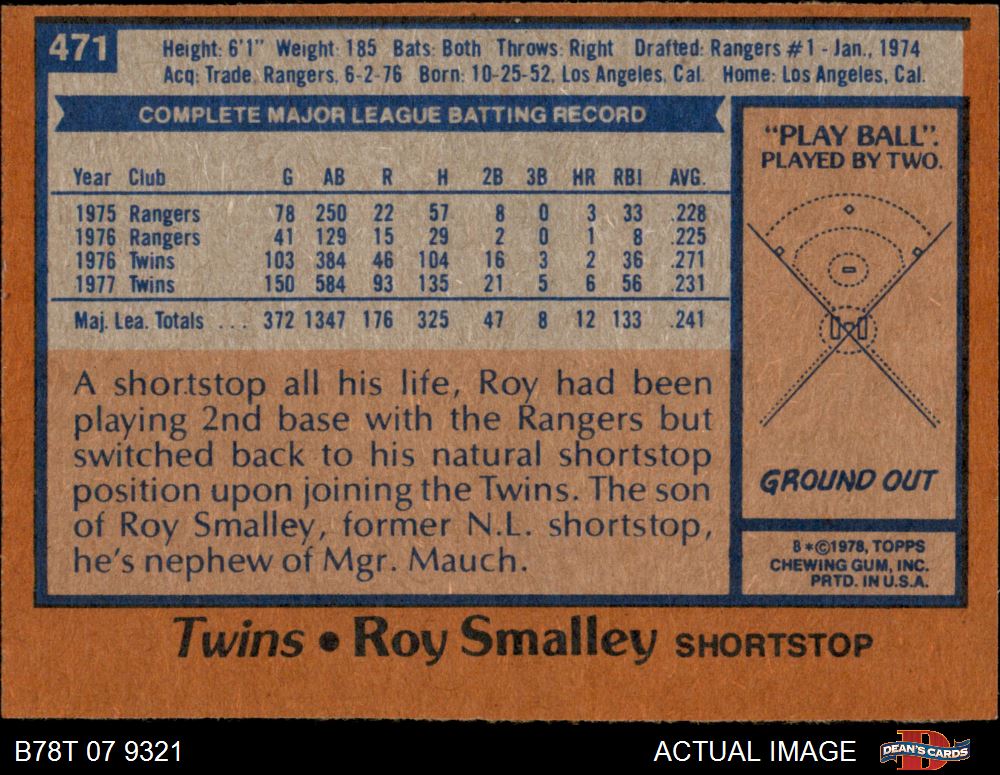 471
Height: 6'1" Weight: 185 Bats: Both Throws: Right Drafted: Rangers #1 - Jan., 1974
Acq: Trade, Rangers, 6-2-76 Born: 10-25-52, Los Angeles, Cal. Home: Los Angeles, Cal.
COMPLETE MAJOR LEAGUE BATTING RECORD
Year Club G AB R H 2B 3B HR RBI AVG.
1975 Rangers 78 250 22 57 8 0 3 33 .228
1976 Rangers 41 129 15 29 2 0 1 8 .225
1976 Twins 103 384 46 104 16 3 2 36 .271
1977 Twins 150 584 93 135 21 5 6 56 .231
Maj. Lea. Totals ... 372 1347 176 325 47 8 12 133 .241
A shortstop all his life, Roy had been
playing 2nd base with the Rangers but
switched back to his natural shortstop
position upon joining the Twins. The son
of Roy Smalley, former N.L. shortstop,
he's nephew of Mgr. Mauch.
"PLAY BALL".
PLAYED BY TWO.
GROUND OUT
8*©1978, TOPPS
CHEWING GUM, INC.
PRTD. IN U.S.A.
Twins • Roy Smalley SHORTSTOP
B78T 07 9321
ACTUAL IMAGE
DEAN'S CARDS